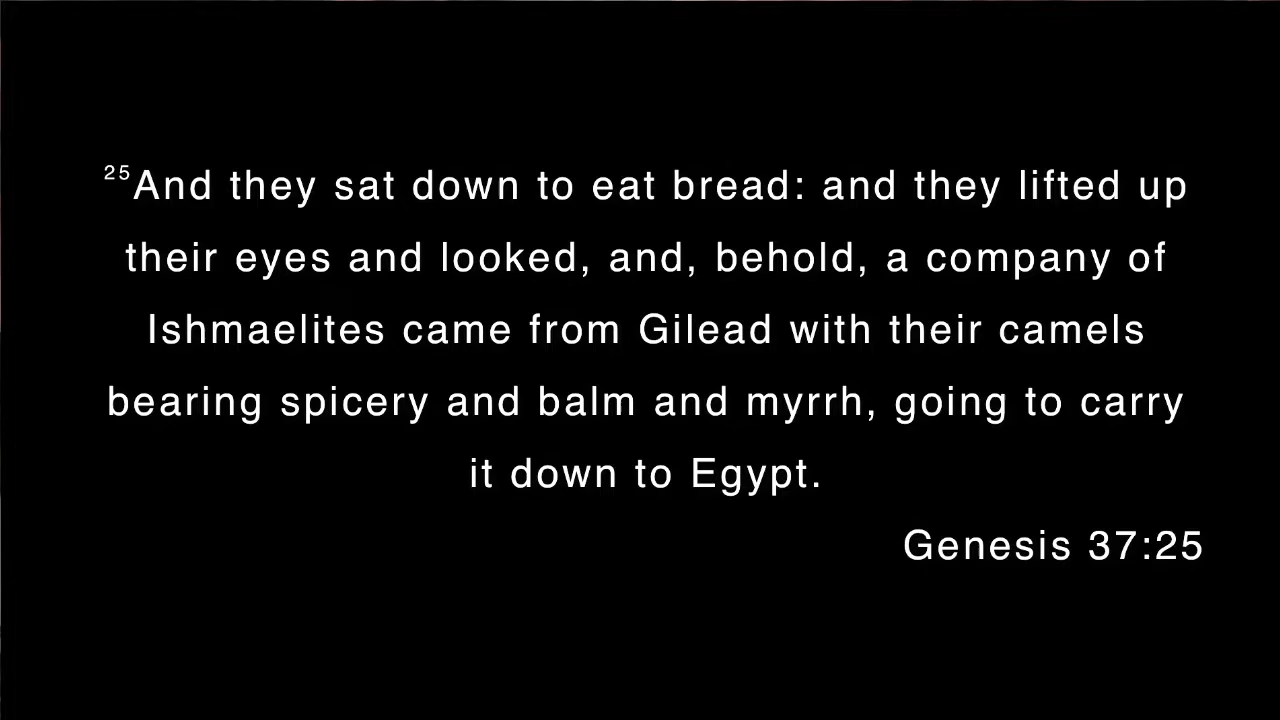 25And they sat down to eat bread: and they lifted up
their eyes and looked, and, behold, a company of
Ishmaelites came from Gilead with their camels
bearing spicery and balm and myrrh, going to carry
it down to Egypt.
Genesis 37:25